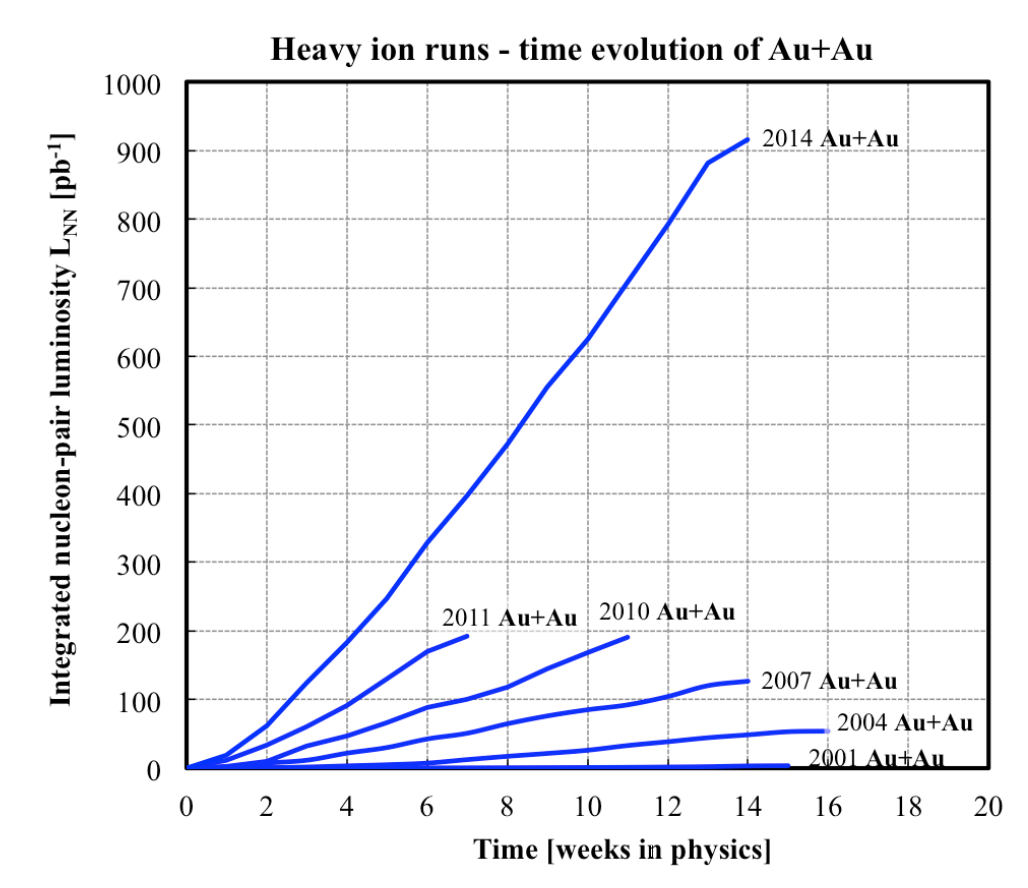 Heavy ion runs - time evolution of Au+Au
Integrated nucleon-pair luminosity L_NN [pb⁻¹]
1000
900
800
700
600
500
400
300
200
100
0
2014 Au+Au
2011 Au+Au
2010 Au+Au
2007 Au+Au
2004 Au+Au
2001 Au+Au
0 2 4 6 8 10 12 14 16 18 20
Time [weeks in physics]